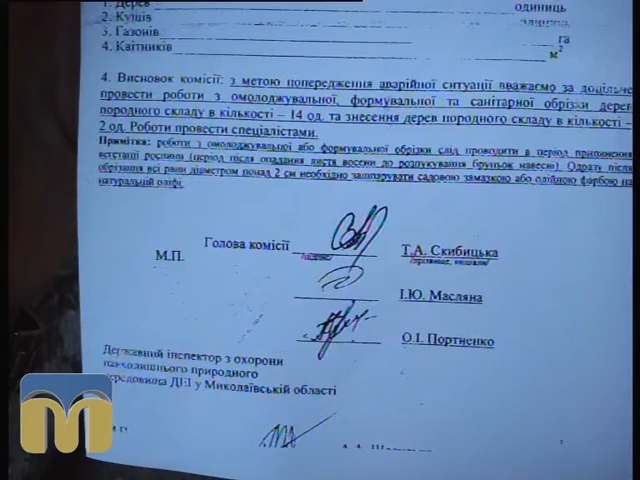 1. Дерев одиниць
2. Кущів
3. Газонів га
4. Квітників м²
4. Висновок комісії: з метою попередження аварійної ситуації вважаємо за доцільне
провести роботи з омолоджувальної, формувальної та санітарної обрізки дерев
породного складу в кількості – 14 од. та знесення дерев породного складу в кількості –
2 од. Роботи провести спеціалістами.
Примітка: роботи з омолоджувальної або формувальної обрізки слід проводити в період припинення
вегетації рослини (період після опадання листя восени до розпукування бруньок навесні). Одразу після
обрізання всі рани діаметром понад 2 см необхідно зашпарувати садовою замазкою або олійною фарбою на
натуральній оліфі.
Голова комісії Т.А. Скибицька
М.П.
І.Ю. Масляна
О.І. Портненко
Державний інспектор з охорони
навколишнього природного
середовища ДЕІ у Миколаївській області
М